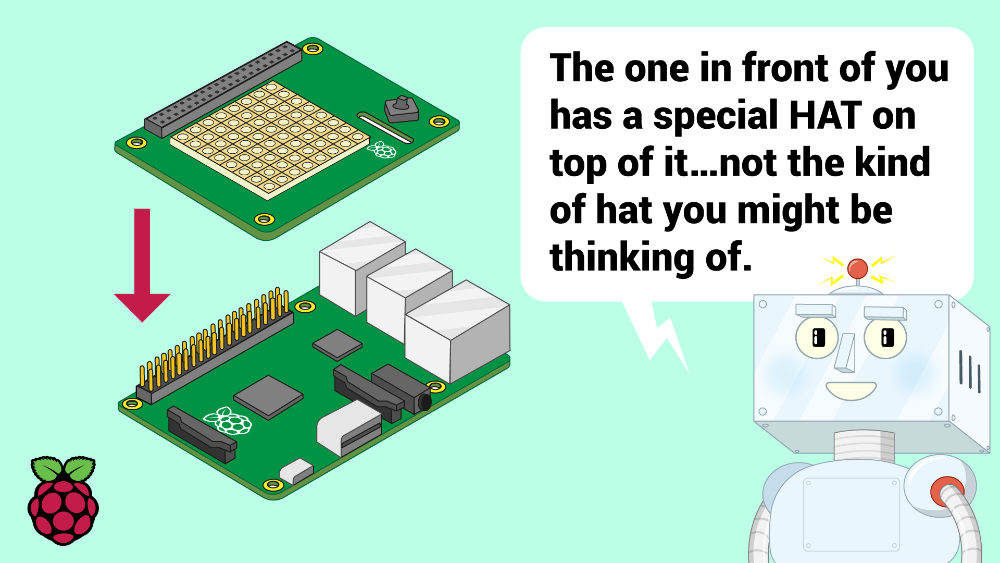 The one in front of you
has a special HAT on
top of it...not the kind
of hat you might be
thinking of.